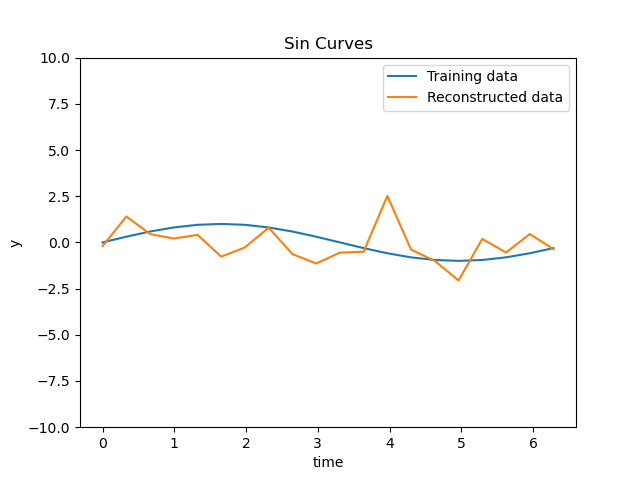 Sin Curves
Training data
Reconstructed data
10.0
7.5
5.0
2.5
0.0
−2.5
−5.0
−7.5
−10.0
y
0 1 2 3 4 5 6
time